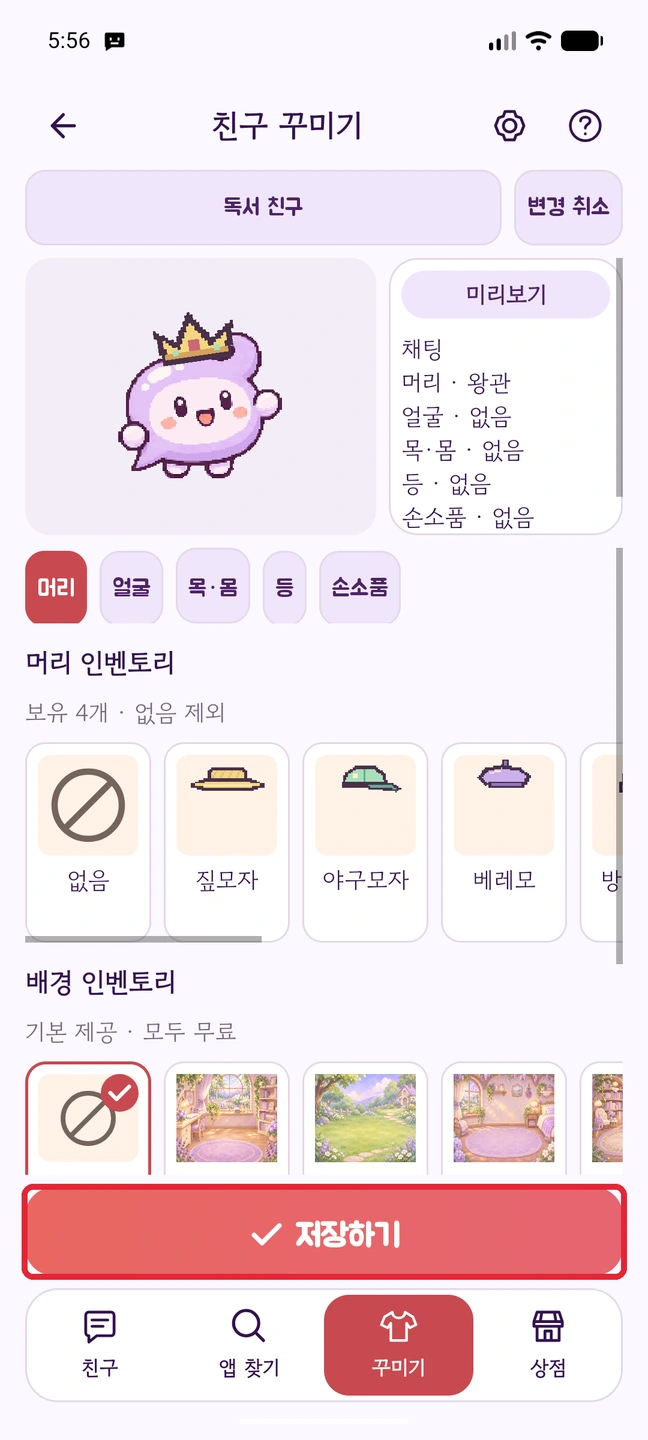 5:56
친구 꾸미기
독서 친구
변경 취소
미리보기
채팅
머리 · 왕관
얼굴 · 없음
목·몸 · 없음
등 · 없음
손소품 · 없음
머리
얼굴
목·몸
등
손소품
머리 인벤토리
보유 4개 · 없음 제외
없음
짚모자
야구모자
베레모
방
배경 인벤토리
기본 제공 · 모두 무료
저장하기
친구
앱 찾기
꾸미기
상점